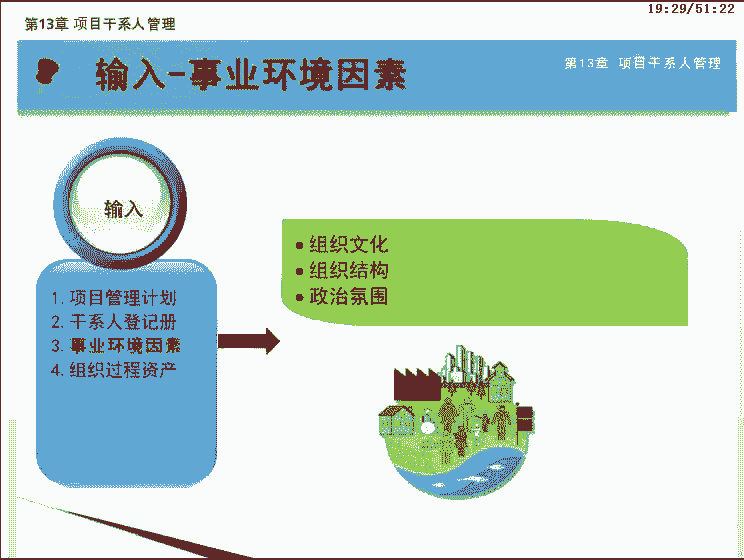 19:29/51:22
第13章 项目干系人管理
输入-事业环境因素
第13章 项目干系人管理
输入
1. 项目管理计划
2. 干系人登记册
3. 事业环境因素
4. 组织过程资产
• 组织文化
• 组织结构
• 政治氛围